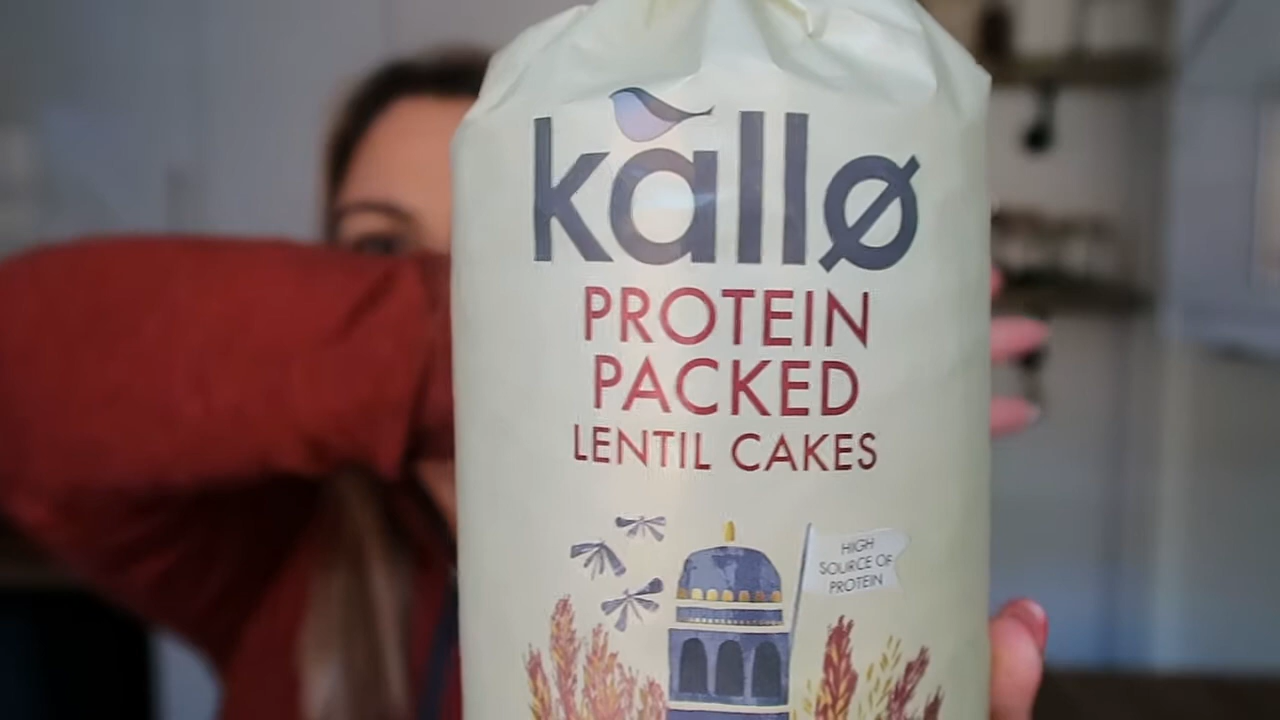 kallø
PROTEIN
PACKED
LENTIL CAKES
HIGH
SOURCE OF
PROTEIN